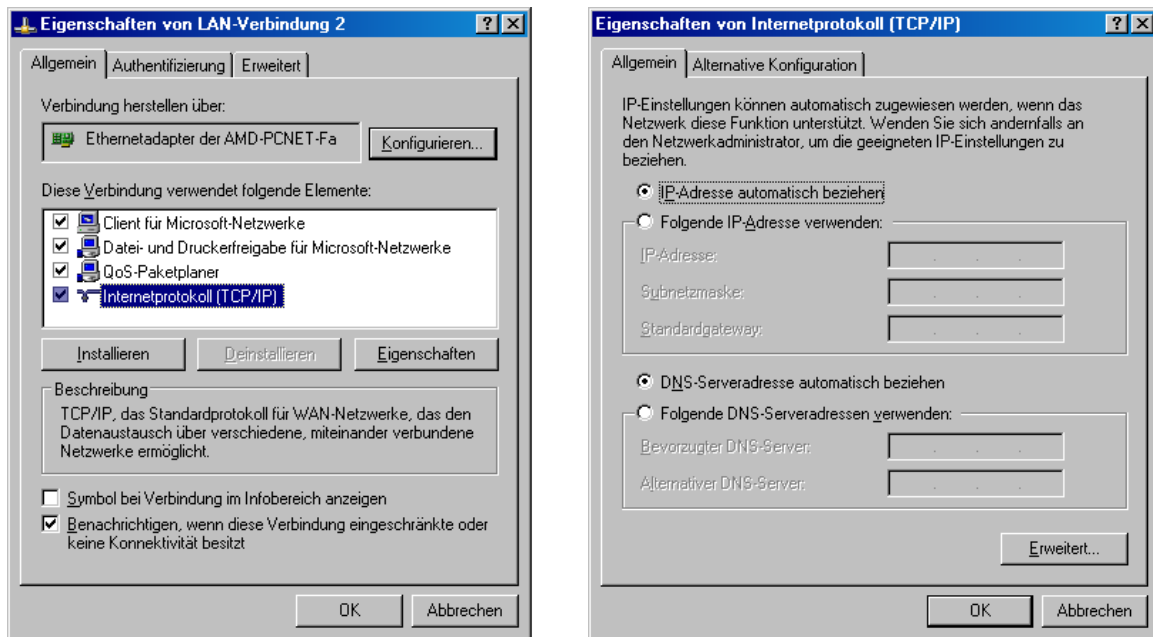 Eigenschaften von LAN-Verbindung 2
Allgemein Authentifizierung Erweitert
Verbindung herstellen über:
Ethernetadapter der AMD-PCNET-Fa
Konfigurieren...
Diese Verbindung verwendet folgende Elemente:
Client für Microsoft-Netzwerke
Datei- und Druckerfreigabe für Microsoft-Netzwerke
QoS-Paketplaner
Internetprotokoll (TCP/IP)
Installieren Deinstallieren Eigenschaften
Beschreibung
TCP/IP, das Standardprotokoll für WAN-Netzwerke, das den
Datenaustausch über verschiedene, miteinander verbundene
Netzwerke ermöglicht.
Symbol bei Verbindung im Infobereich anzeigen
Benachrichtigen, wenn diese Verbindung eingeschränkte oder
keine Konnektivität besitzt
OK Abbrechen
Eigenschaften von Internetprotokoll (TCP/IP)
Allgemein Alternative Konfiguration
IP-Einstellungen können automatisch zugewiesen werden, wenn das
Netzwerk diese Funktion unterstützt. Wenden Sie sich andernfalls an
den Netzwerkadministrator, um die geeigneten IP-Einstellungen zu
beziehen.
IP-Adresse automatisch beziehen
Folgende IP-Adresse verwenden:
IP-Adresse:
Subnetzmaske:
Standardgateway:
DNS-Serveradresse automatisch beziehen
Folgende DNS-Serveradressen verwenden:
Bevorzugter DNS-Server:
Alternativer DNS-Server:
Erweitert...
OK Abbrechen